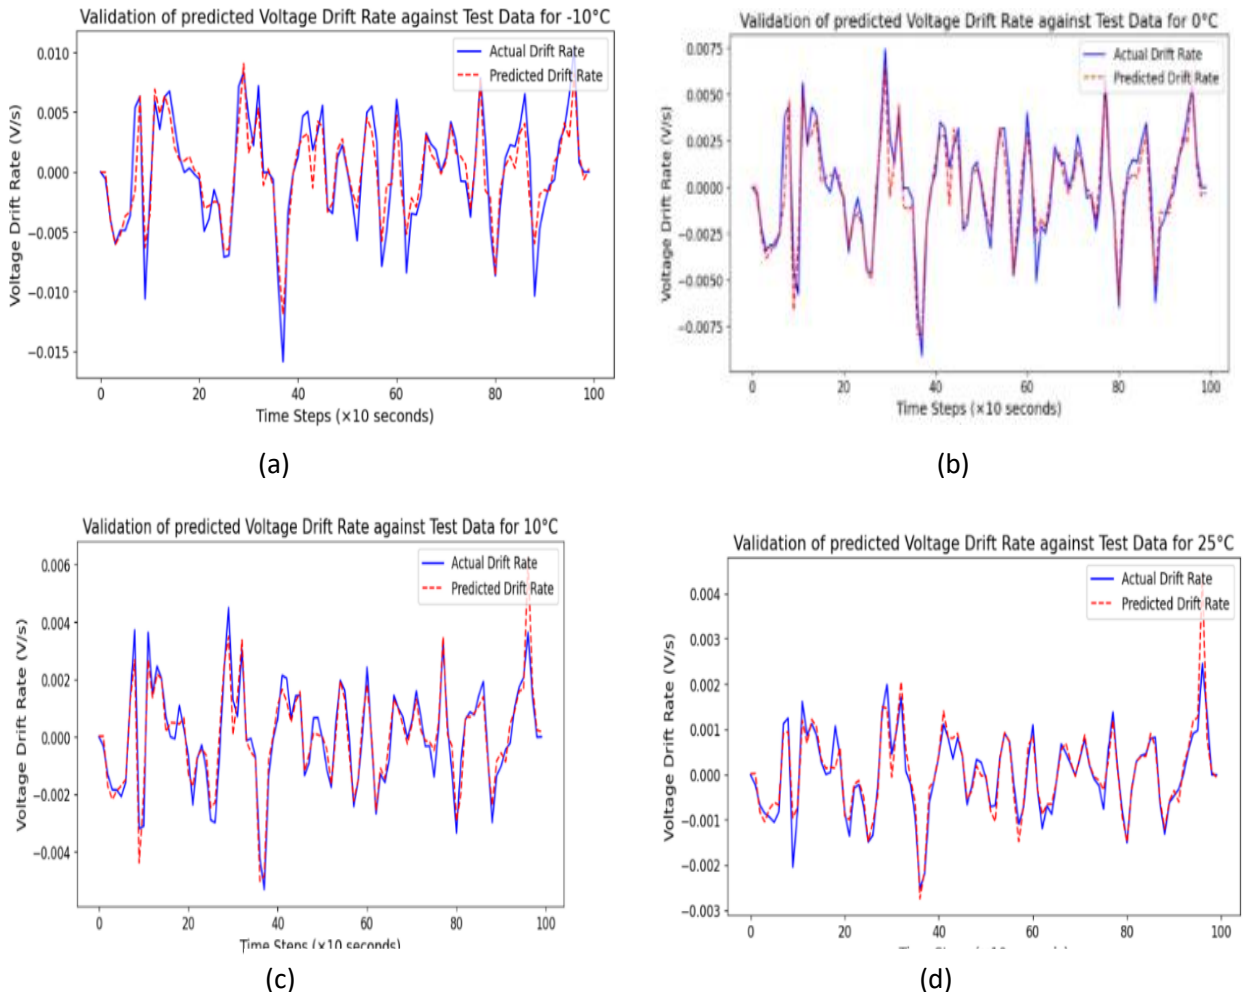 Validation of predicted Voltage Drift Rate against Test Data for -10°C
Actual Drift Rate
Predicted Drift Rate
Voltage Drift Rate (V/s)
0.010
0.005
0.000
−0.005
−0.010
−0.015
0 20 40 60 80 100
Time Steps (×10 seconds)
(a)
Validation of predicted Voltage Drift Rate against Test Data for 0°C
Actual Drift Rate
Predicted Drift Rate
Voltage Drift Rate (V/s)
0.0075
0.0050
0.0025
0.0000
−0.0025
−0.0050
−0.0075
0 20 40 60 80 100
Time Steps (×10 seconds)
(b)
Validation of predicted Voltage Drift Rate against Test Data for 10°C
Actual Drift Rate
Predicted Drift Rate
Voltage Drift Rate (V/s)
0.006
0.004
0.002
0.000
−0.002
−0.004
0 20 40 60 80 100
Time Steps (×10 seconds)
(c)
Validation of predicted Voltage Drift Rate against Test Data for 25°C
Actual Drift Rate
Predicted Drift Rate
Voltage Drift Rate (V/s)
0.004
0.003
0.002
0.001
0.000
−0.001
−0.002
−0.003
0 20 40 60 80 100
(d)